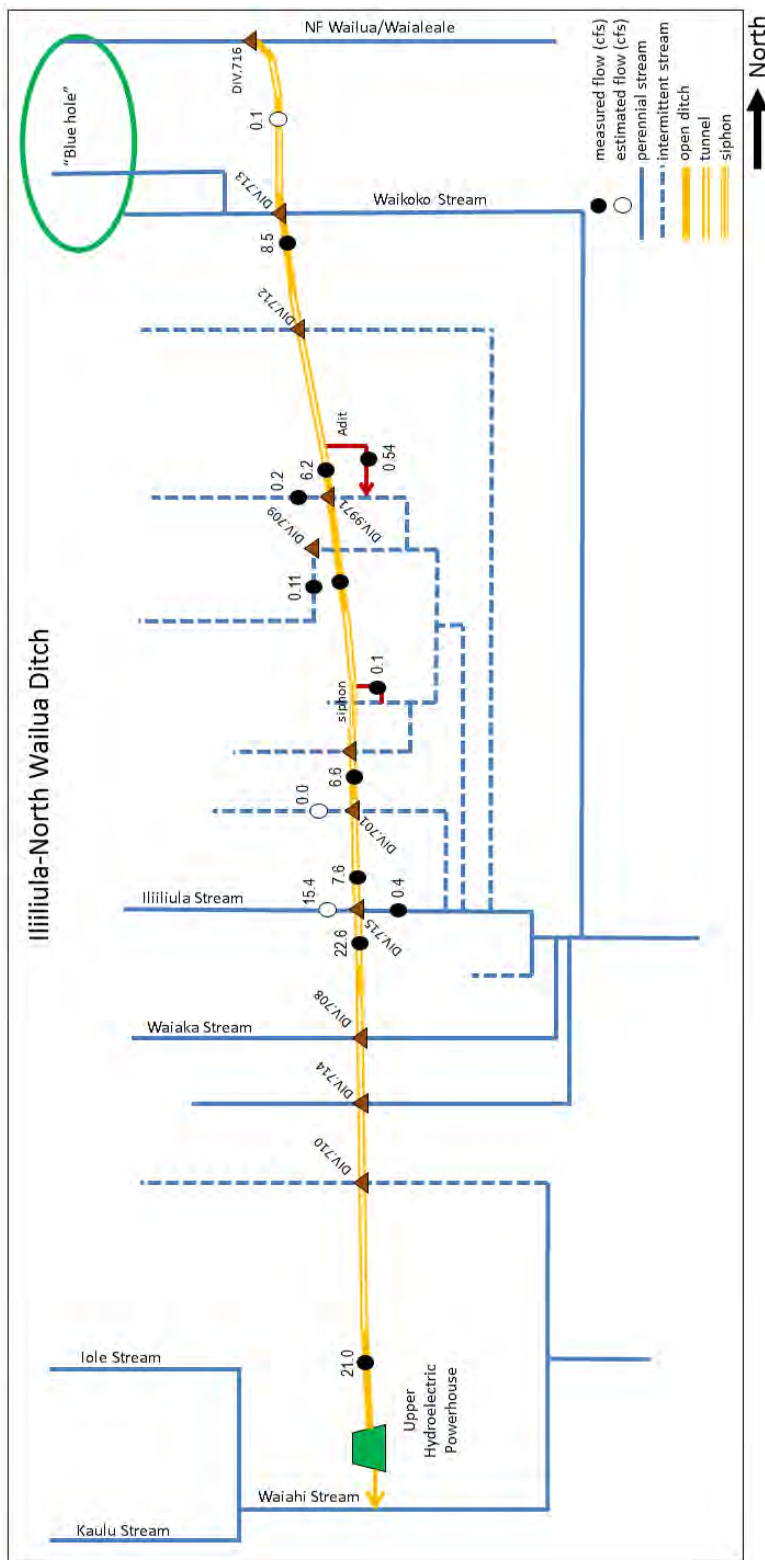 Iliiliula-North Wailua Ditch
Kaulu Stream
Iole Stream
Waiahi Stream
Upper
Hydroelectric
Powerhouse
21.0
DIV.710
DIV.714
Waiaka Stream
DIV.708
22.6
Iliiliula Stream
15.4
DIV.715
0.4
7.6
0.0
DIV.701
6.6
siphon
0.1
0.11
DIV.709
0.2
DIV.9971
6.2
Adit
0.54
DIV.712
8.5
DIV.713
Waikoko Stream
"Blue hole"
0.1
DIV.716
NF Wailua/Waialeale
measured flow (cfs)
estimated flow (cfs)
perennial stream
intermittent stream
open ditch
tunnel
siphon
North